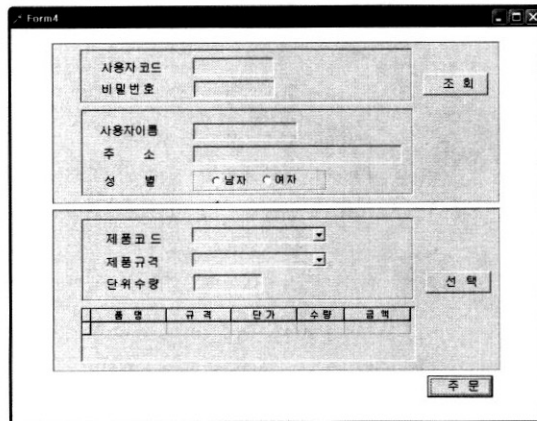 Form4
사용자 코드
비밀번호
조 회
사용자이름
주 소
성 별 남자 여자
제품코드
제품규격
단위수량
선 택
품 명 규 격 단가 수량 금 액
주 문